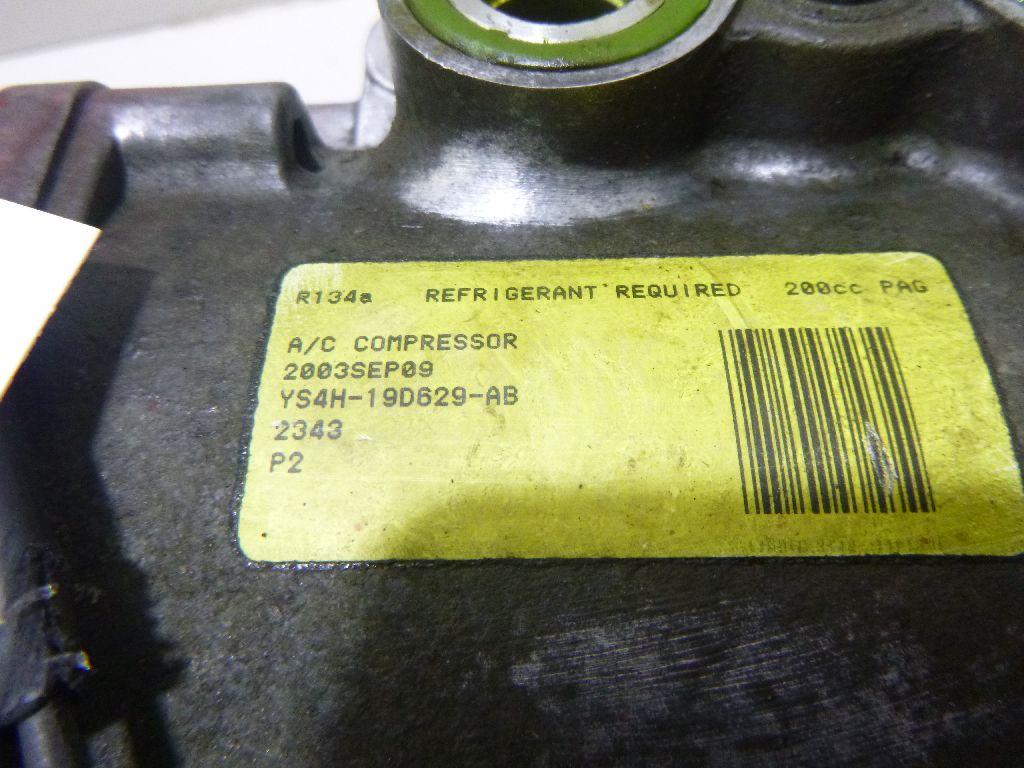 R134a REFRIGERANT REQUIRED 200cc PAG
A/C COMPRESSOR
2003SEP09
YS4H-19D629-AB
2343
P2